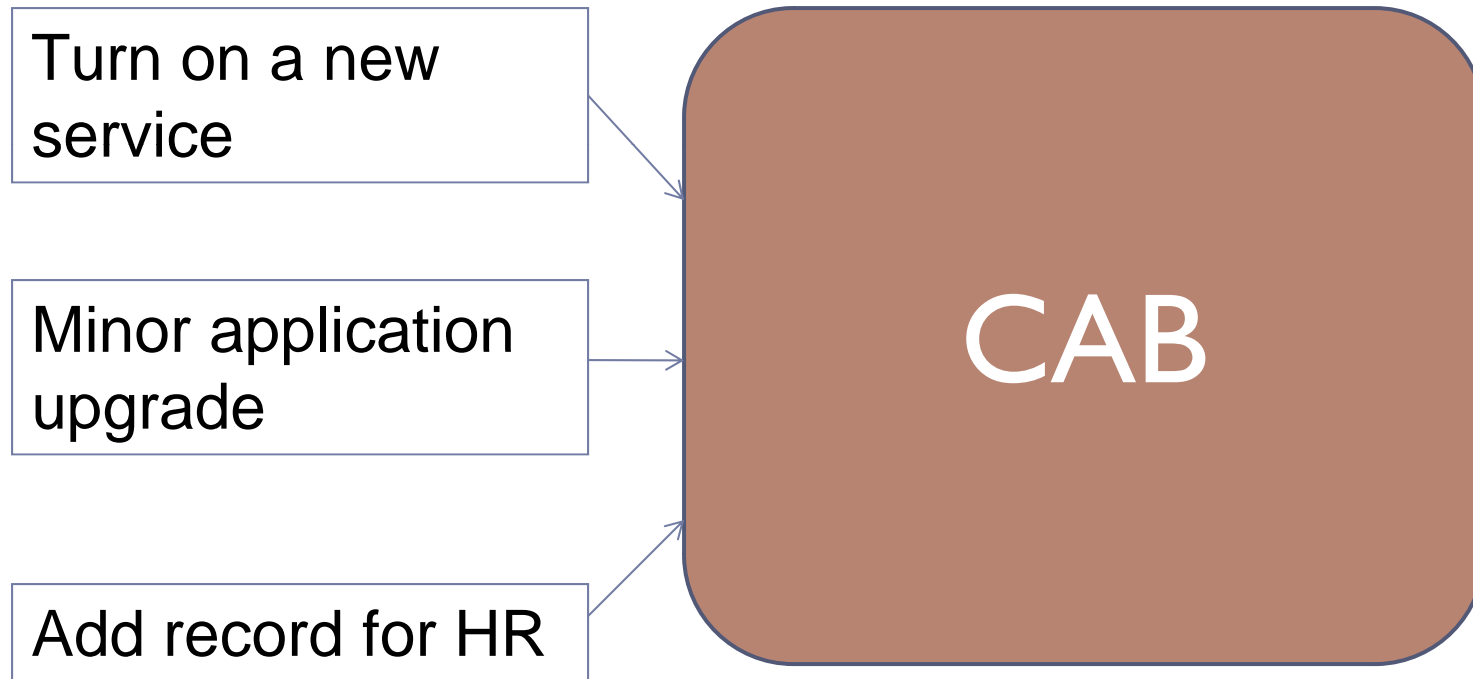 Turn on a new
service
Minor application
upgrade
CAB
Add record for HR